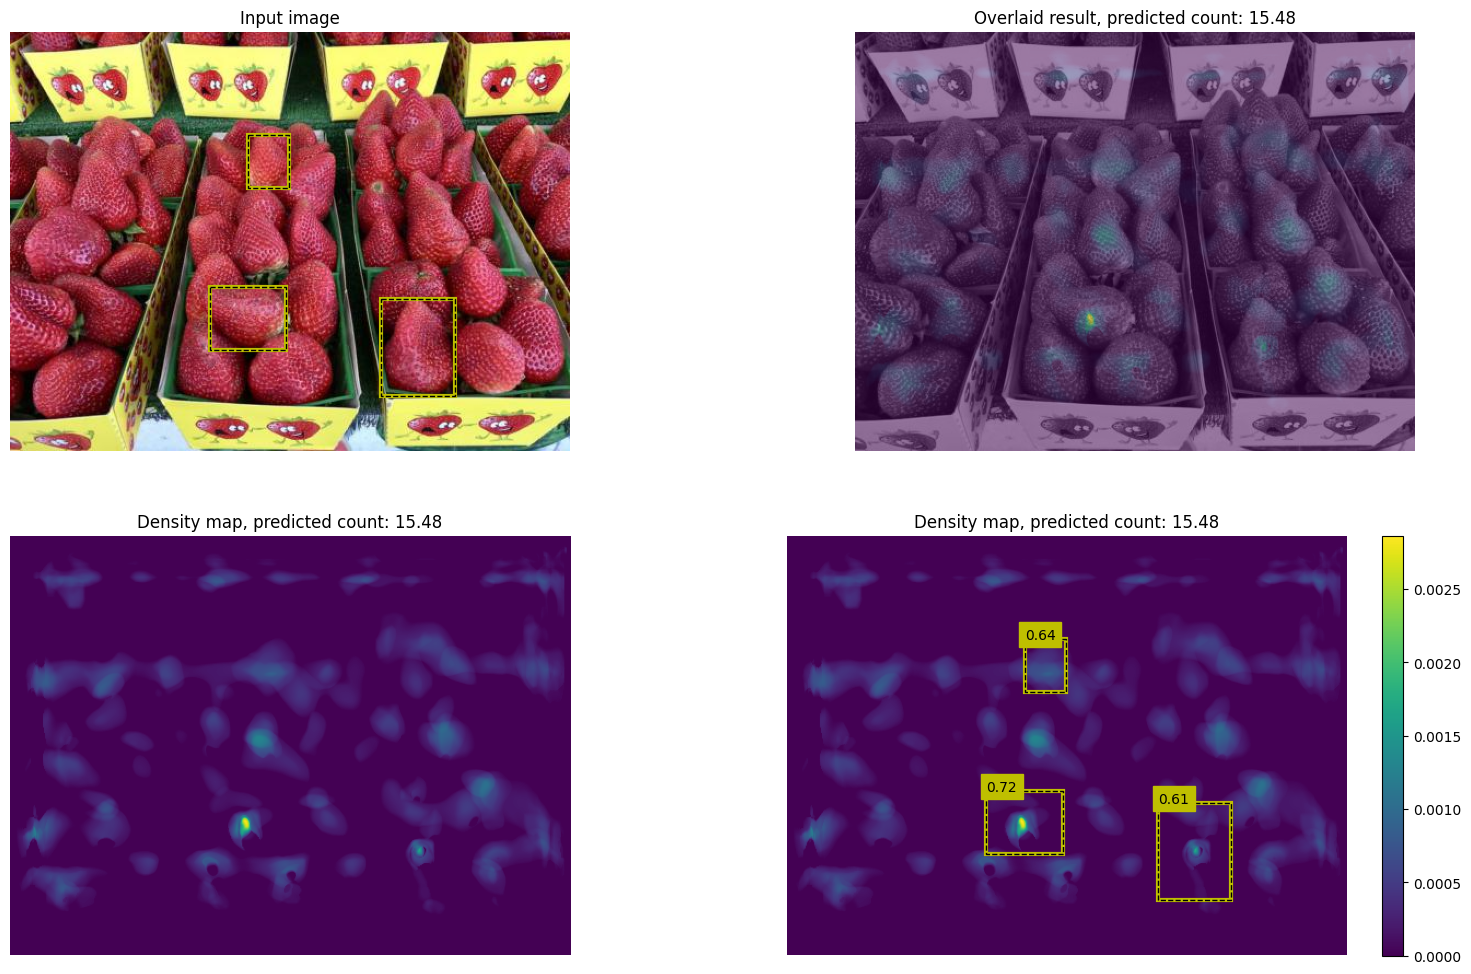 Input image
Overlaid result, predicted count: 15.48
Density map, predicted count: 15.48
Density map, predicted count: 15.48
0.64
0.72
0.61
0.0025
0.0020
0.0015
0.0010
0.0005
0.0000